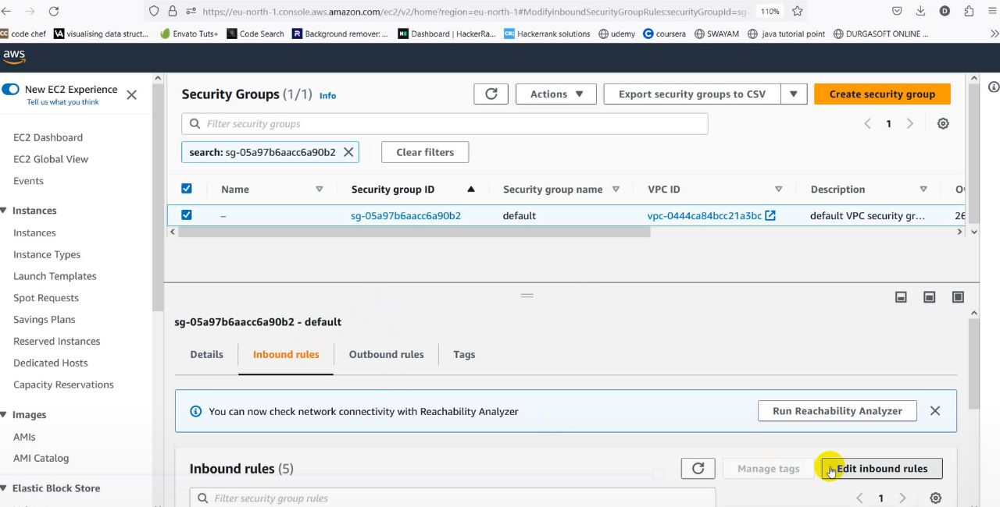 https://eu-north-1.console.aws.amazon.com/ec2/v2/home?region=eu-north-1#ModifyInboundSecurityGroupRules:securityGroupId=sg- 110%
code chef visualising data struct... Envato Tuts+ Code Search Background remover: ... Dashboard | HackerRa... Hackerrank solutions udemy coursera SWAYAM java tutorial point DURGASOFT ONLINE ...
aws
New EC2 Experience
Tell us what you think
EC2 Dashboard
EC2 Global View
Events
Instances
Instances
Instance Types
Launch Templates
Spot Requests
Savings Plans
Reserved Instances
Dedicated Hosts
Capacity Reservations
Images
AMIs
AMI Catalog
Elastic Block Store
Security Groups (1/1) Info
Actions
Export security groups to CSV
Create security group
Filter security groups
1
search: sg-05a97b6aacc6a90b2
Clear filters
Name Security group ID Security group name VPC ID Description
– sg-05a97b6aacc6a90b2 default vpc-0444ca84bcc21a3bc default VPC security gr...
sg-05a97b6aacc6a90b2 - default
Details Inbound rules Outbound rules Tags
You can now check network connectivity with Reachability Analyzer
Run Reachability Analyzer
Inbound rules (5)
Manage tags
Edit inbound rules
Filter security group rules
1